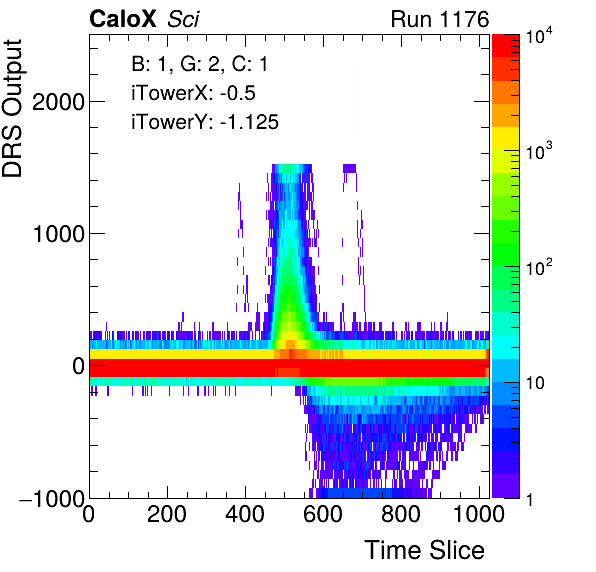 CaloX Sci Run 1176
B: 1, G: 2, C: 1
iTowerX: -0.5
iTowerY: -1.125
DRS Output
2000
1000
0
−1000
0 200 400 600 800 1000
Time Slice
10⁴
10³
10²
10
1